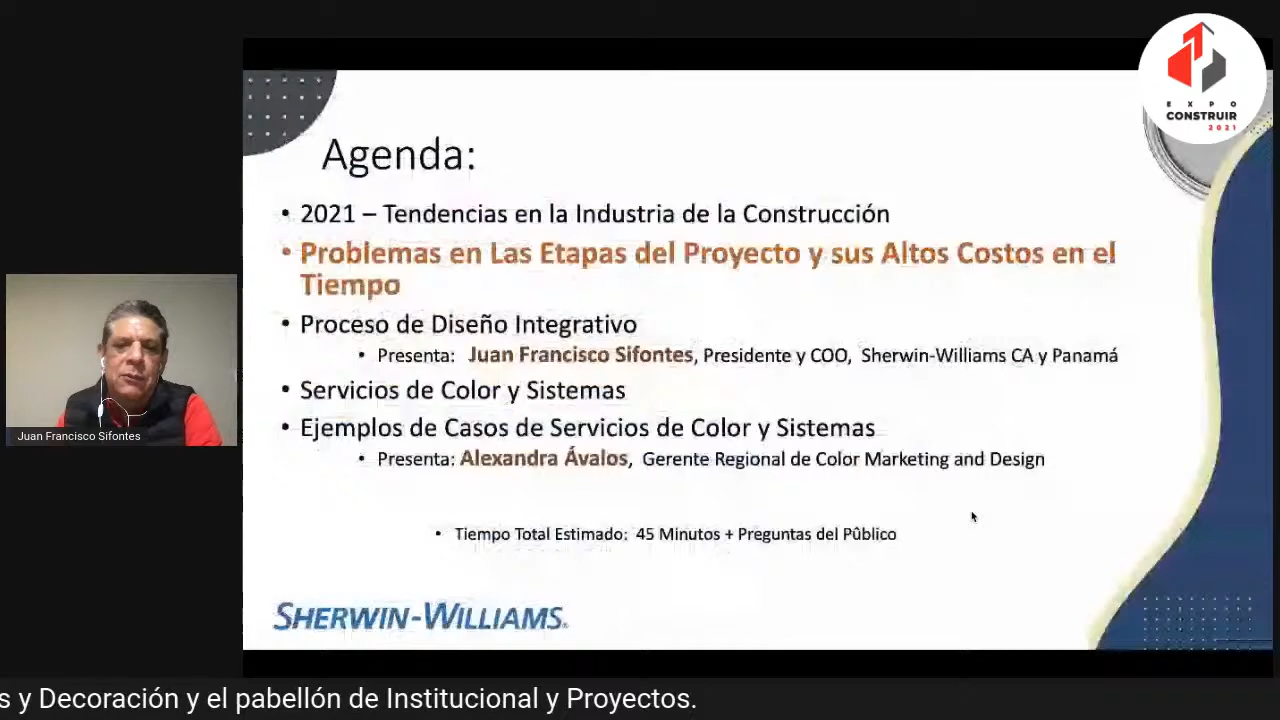 EXPO
CONSTRUIR
2021
Agenda:
• 2021 – Tendencias en la Industria de la Construcción
• Problemas en Las Etapas del Proyecto y sus Altos Costos en el
Tiempo
• Proceso de Diseño Integrativo
• Presenta: Juan Francisco Sifontes, Presidente y COO, Sherwin-Williams CA y Panamá
• Servicios de Color y Sistemas
• Ejemplos de Casos de Servicios de Color y Sistemas
• Presenta: Alexandra Ávalos, Gerente Regional de Color Marketing and Design
• Tiempo Total Estimado: 45 Minutos + Preguntas del Pûblico
SHERWIN-WILLIAMS.
Juan Francisco Sifontes
s y Decoración y el pabellón de Institucional y Proyectos.